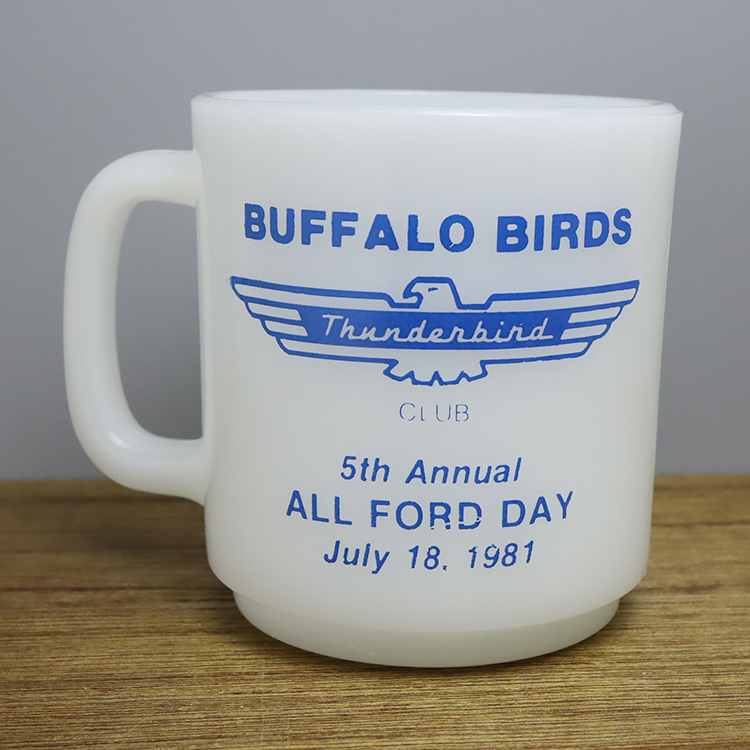 BUFFALO BIRDS
Thunderbird
CLUB
5th Annual
ALL FORD DAY
July 18, 1981